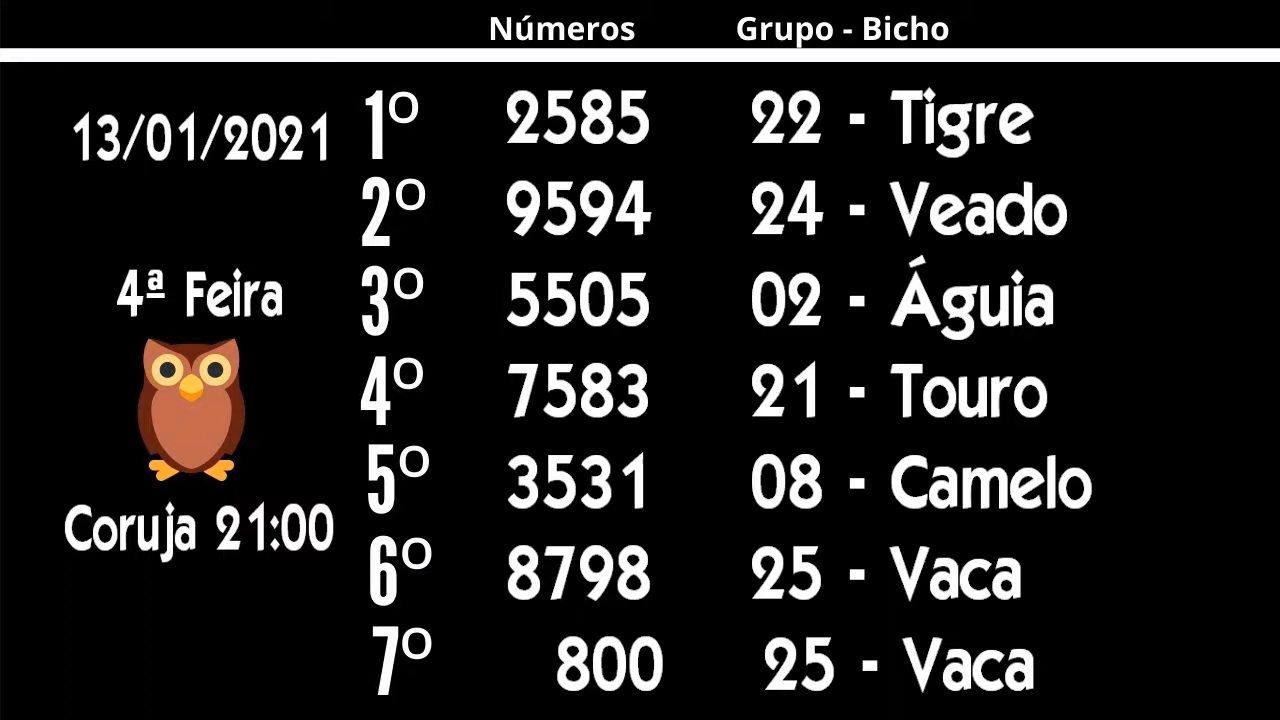 Números Grupo - Bicho
13/01/2021
4ª Feira
Coruja 21:00
1º 2585 22 - Tigre
2º 9594 24 - Veado
3º 5505 02 - Águia
4º 7583 21 - Touro
5º 3531 08 - Camelo
6º 8798 25 - Vaca
7º 800 25 - Vaca